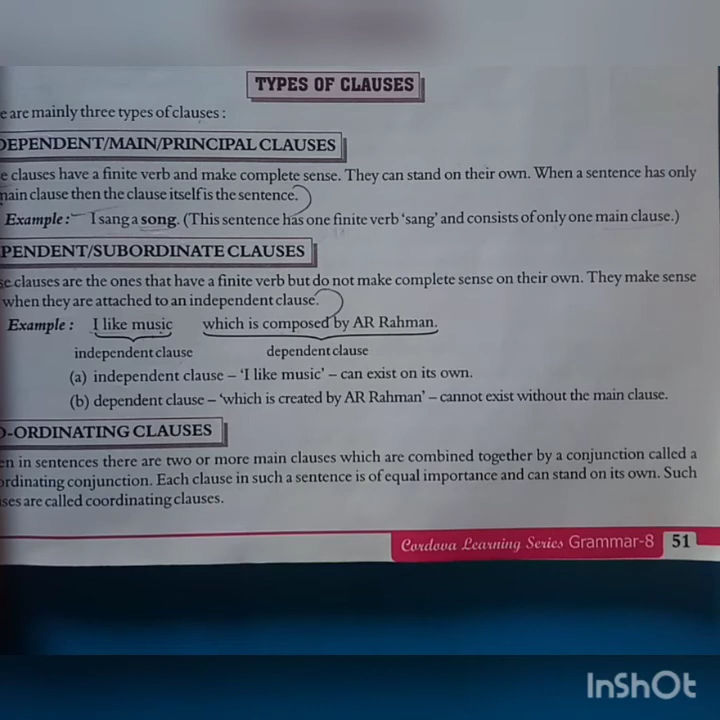 TYPES OF CLAUSES
e are mainly three types of clauses :
DEPENDENT/MAIN/PRINCIPAL CLAUSES
e clauses have a finite verb and make complete sense. They can stand on their own. When a sentence has only
main clause then the clause itself is the sentence.
Example : I sang a song. (This sentence has one finite verb 'sang' and consists of only one main clause.)
PENDENT/SUBORDINATE CLAUSES
se clauses are the ones that have a finite verb but do not make complete sense on their own. They make sense
when they are attached to an independent clause.
Example : I like music which is composed by AR Rahman.
independent clause dependent clause
(a) independent clause – 'I like music' – can exist on its own.
(b) dependent clause – 'which is created by AR Rahman' – cannot exist without the main clause.
O-ORDINATING CLAUSES
en in sentences there are two or more main clauses which are combined together by a conjunction called a
ordinating conjunction. Each clause in such a sentence is of equal importance and can stand on its own. Such
ses are called coordinating clauses.
Cordova Learning Series Grammar-8 51
InShOt